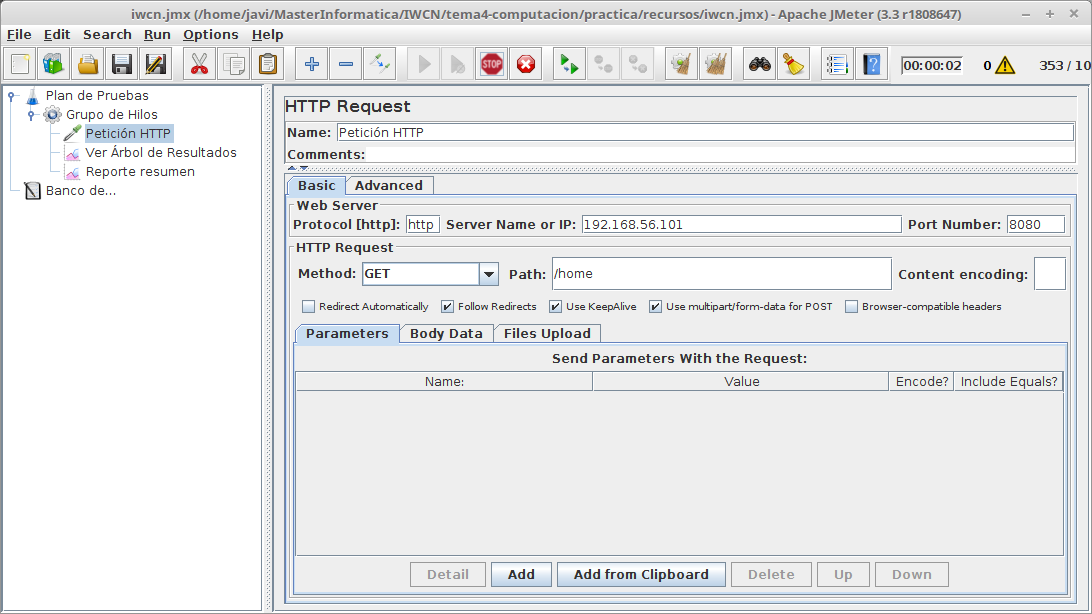 iwcn.jmx (/home/javi/MasterInformatica/IWCN/tema4-computacion/practica/recursos/iwcn.jmx) - Apache JMeter (3.3 r1808647)
File Edit Search Run Options Help
STOP 00:00:02 0 353 / 10
Plan de Pruebas
Grupo de Hilos
Petición HTTP
Ver Árbol de Resultados
Reporte resumen
Banco de...
HTTP Request
Name: Petición HTTP
Comments:
Basic Advanced
Web Server
Protocol [http]: http Server Name or IP: 192.168.56.101 Port Number: 8080
HTTP Request
Method: GET Path: /home Content encoding:
Redirect Automatically Follow Redirects Use KeepAlive Use multipart/form-data for POST Browser-compatible headers
Parameters Body Data Files Upload
Send Parameters With the Request:
Name: Value Encode? Include Equals?
Detail Add Add from Clipboard Delete Up Down